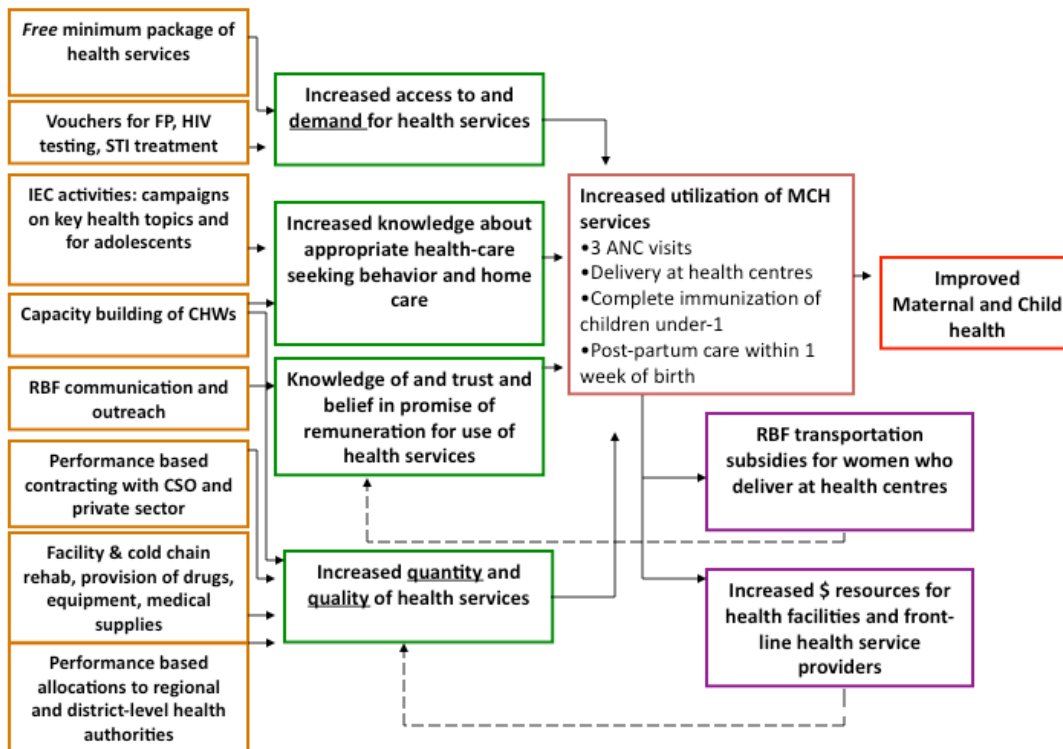 Free minimum package of
health services
Vouchers for FP, HIV
testing, STI treatment
IEC activities: campaigns
on key health topics and
for adolescents
Capacity building of CHWs
RBF communication and
outreach
Performance based
contracting with CSO and
private sector
Facility & cold chain
rehab, provision of drugs,
equipment, medical
supplies
Performance based
allocations to regional
and district-level health
authorities
Increased access to and
demand for health services
Increased knowledge about
appropriate health-care
seeking behavior and home
care
Knowledge of and trust and
belief in promise of
remuneration for use of
health services
Increased quantity and
quality of health services
Increased utilization of MCH
services
•3 ANC visits
•Delivery at health centres
•Complete immunization of
children under-1
•Post-partum care within 1
week of birth
Improved
Maternal and Child
health
RBF transportation
subsidies for women who
deliver at health centres
Increased $ resources for
health facilities and front-
line health service
providers